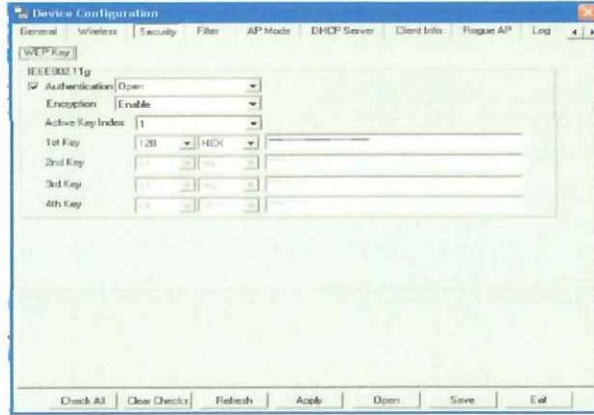 Device Configuration
General Wireless Security Filter AP Mode DHCP Server Client Info Rogue AP Log
WEP Key
IEEE802.11g
Authentication Open
Encryption Enable
Active Key Index 1
1st Key 128 HEX
2nd Key
3rd Key
4th Key
Check All Clear Checks Refresh Apply Open Save Exit